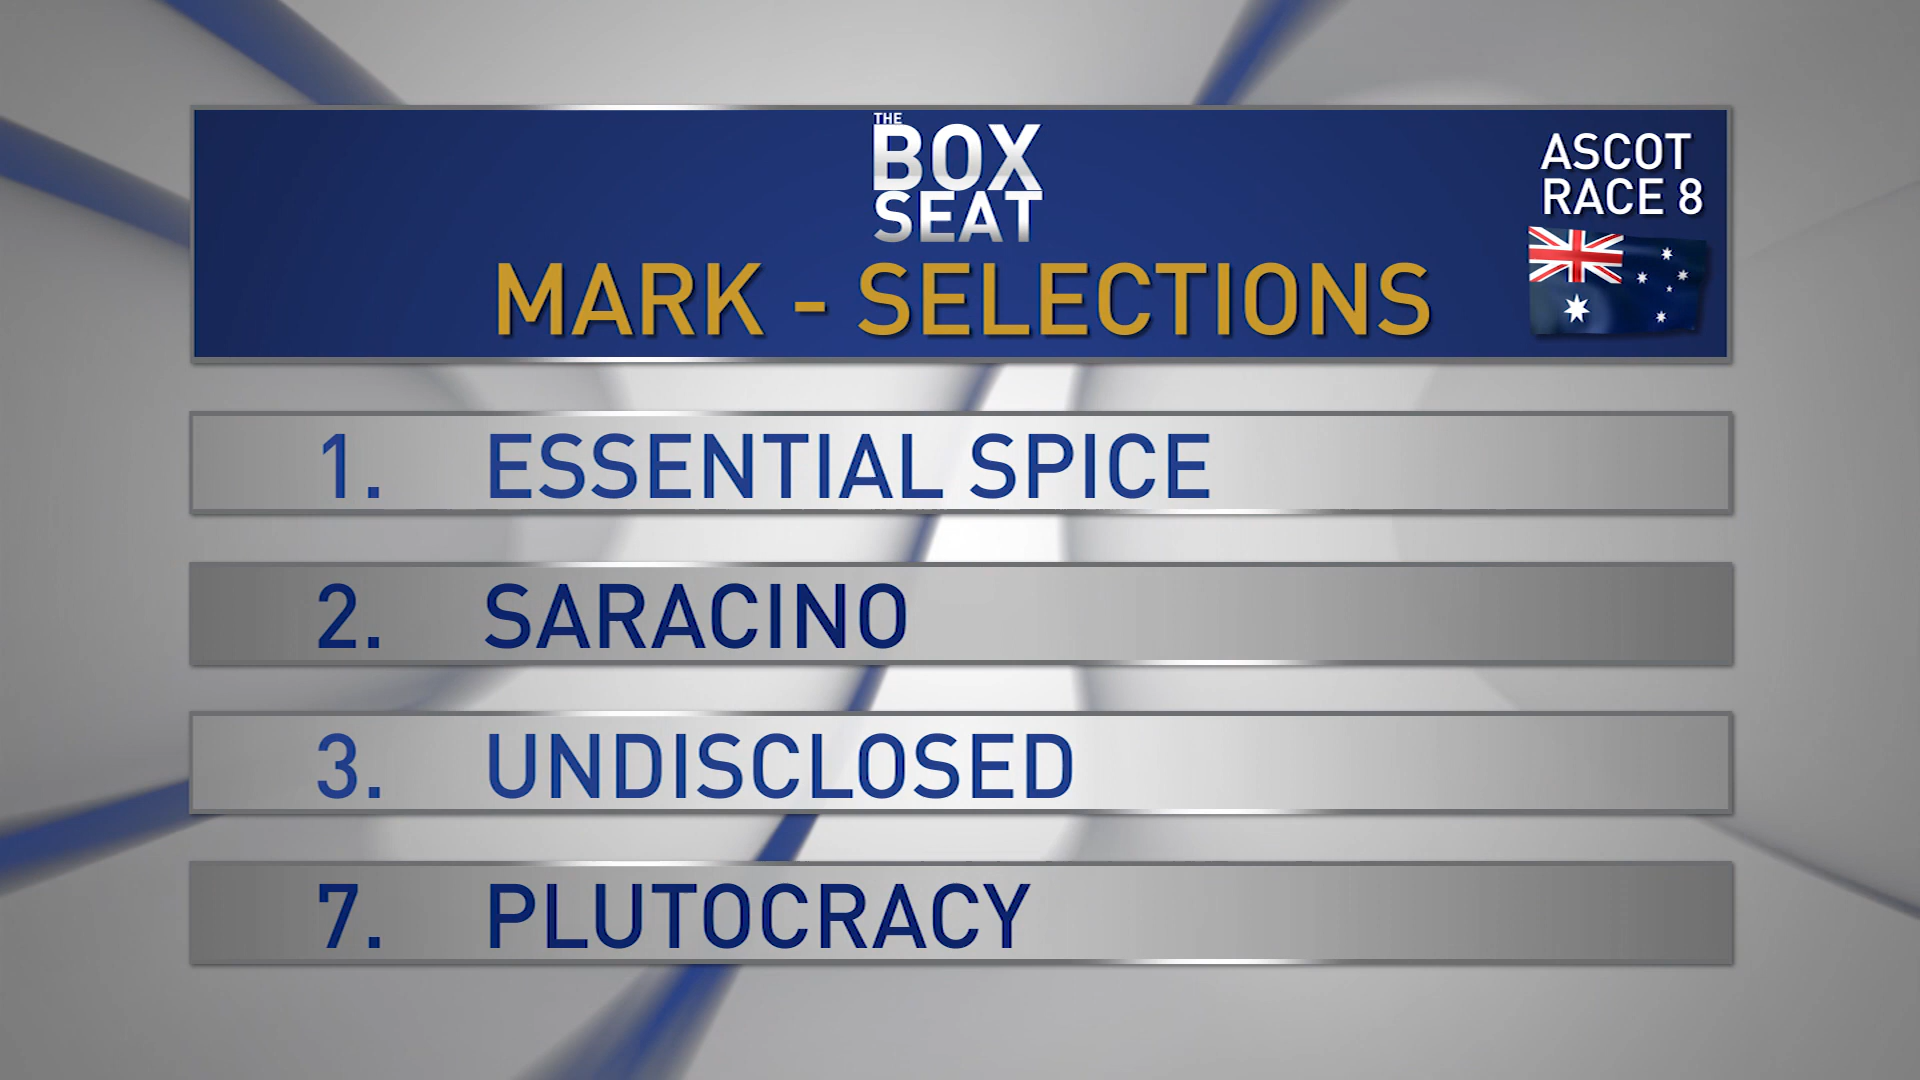 THE
BOX
SEAT
MARK - SELECTIONS
ASCOT
RACE 8
1. ESSENTIAL SPICE
2. SARACINO
3. UNDISCLOSED
7. PLUTOCRACY